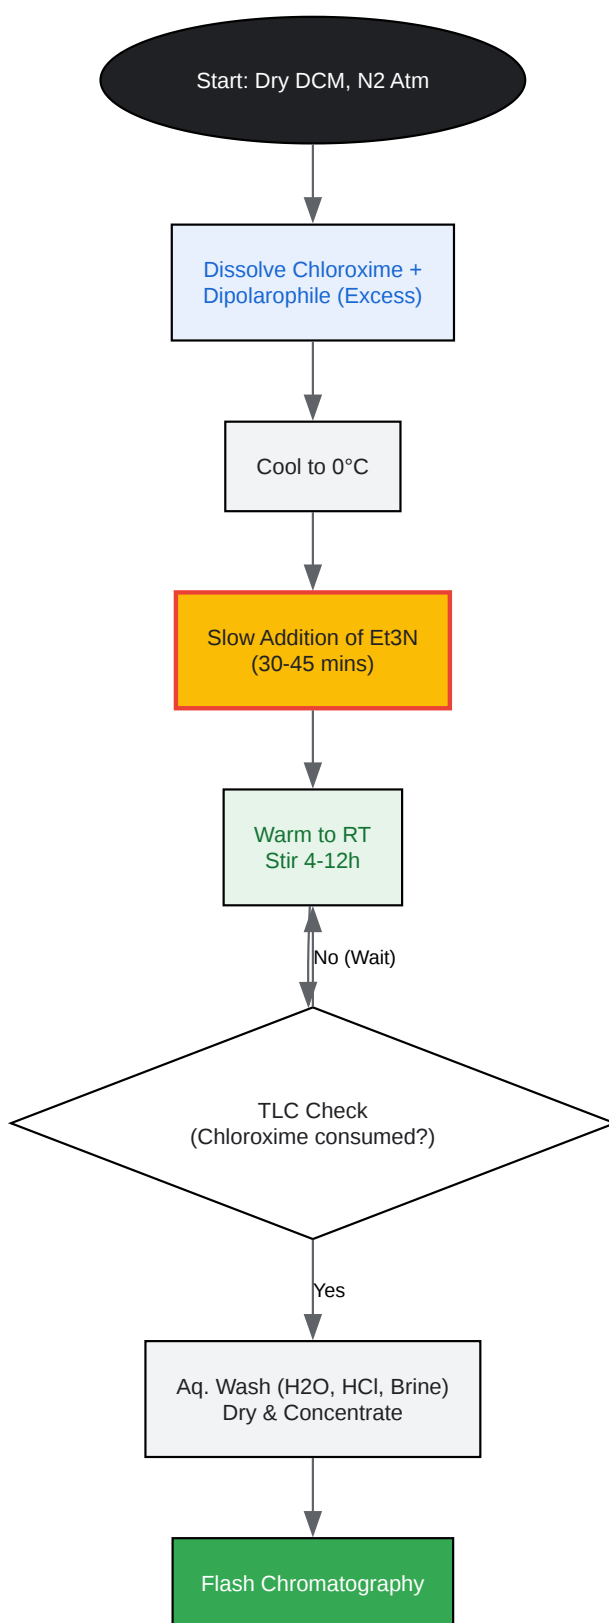 Start: Dry DCM, N2 Atm
Dissolve Chloroxime +
Dipolarophile (Excess)
Cool to 0°C
Slow Addition of Et3N
(30-45 mins)
Warm to RT
Stir 4-12h
No (Wait)
TLC Check
(Chloroxime consumed?)
Yes
Aq. Wash (H2O, HCl, Brine)
Dry & Concentrate
Flash Chromatography